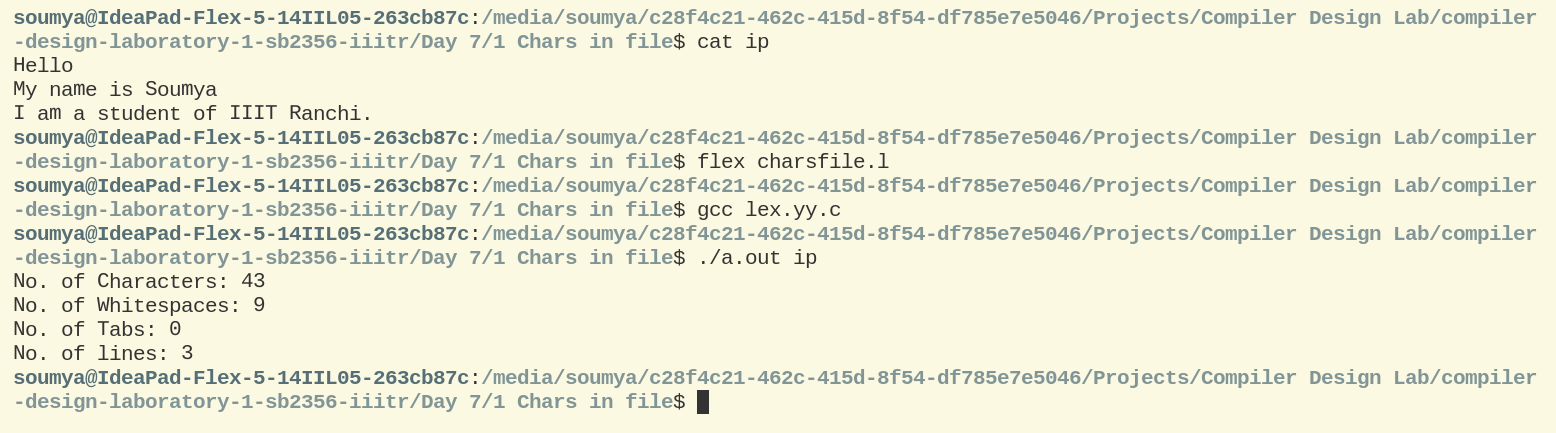 soumya@IdeaPad-Flex-5-14IIL05-263cb87c:/media/soumya/c28f4c21-462c-415d-8f54-df785e7e5046/Projects/Compiler Design Lab/compiler
-design-laboratory-1-sb2356-iiitr/Day 7/1 Chars in file$ cat ip
Hello
My name is Soumya
I am a student of IIIT Ranchi.
soumya@IdeaPad-Flex-5-14IIL05-263cb87c:/media/soumya/c28f4c21-462c-415d-8f54-df785e7e5046/Projects/Compiler Design Lab/compiler
-design-laboratory-1-sb2356-iiitr/Day 7/1 Chars in file$ flex charsfile.l
soumya@IdeaPad-Flex-5-14IIL05-263cb87c:/media/soumya/c28f4c21-462c-415d-8f54-df785e7e5046/Projects/Compiler Design Lab/compiler
-design-laboratory-1-sb2356-iiitr/Day 7/1 Chars in file$ gcc lex.yy.c
soumya@IdeaPad-Flex-5-14IIL05-263cb87c:/media/soumya/c28f4c21-462c-415d-8f54-df785e7e5046/Projects/Compiler Design Lab/compiler
-design-laboratory-1-sb2356-iiitr/Day 7/1 Chars in file$ ./a.out ip
No. of Characters: 43
No. of Whitespaces: 9
No. of Tabs: 0
No. of lines: 3
soumya@IdeaPad-Flex-5-14IIL05-263cb87c:/media/soumya/c28f4c21-462c-415d-8f54-df785e7e5046/Projects/Compiler Design Lab/compiler
-design-laboratory-1-sb2356-iiitr/Day 7/1 Chars in file$